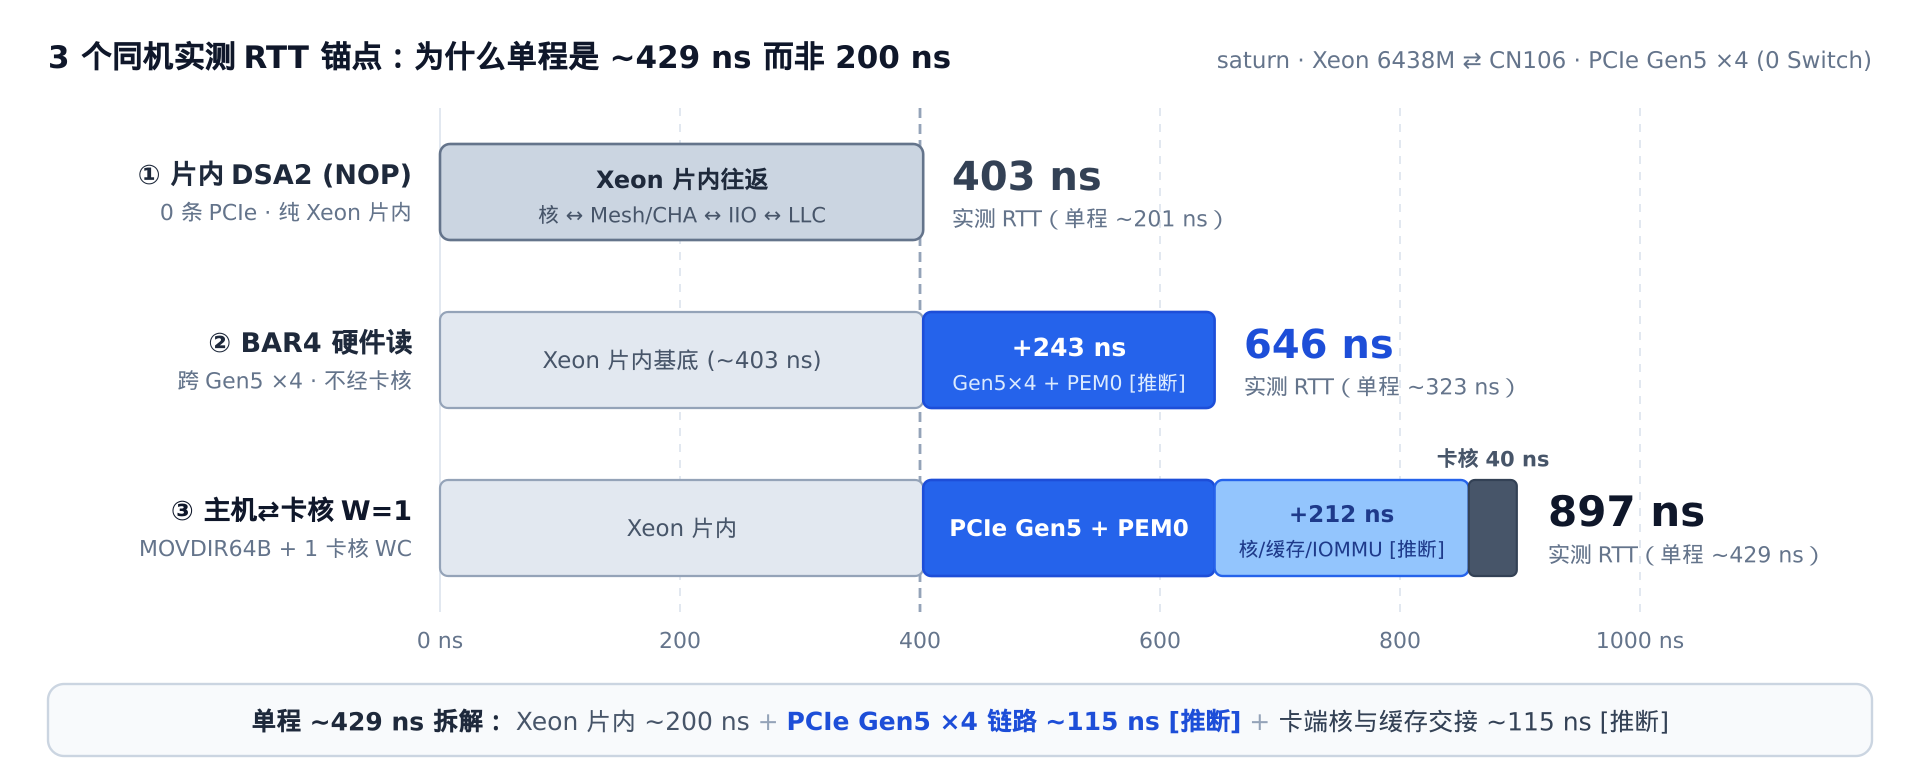 3 个同机实测 RTT 锚点：为什么单程是 ~429 ns 而非 200 ns
saturn · Xeon 6438M ⇄ CN106 · PCIe Gen5 ×4 (0 Switch)
① 片内 DSA2 (NOP)
0 条 PCIe · 纯 Xeon 片内
Xeon 片内往返
核 ↔ Mesh/CHA ↔ IIO ↔ LLC
403 ns
实测 RTT（单程 ~201 ns）
② BAR4 硬件读
跨 Gen5 ×4 · 不经卡核
Xeon 片内基底 (~403 ns)
+243 ns
Gen5×4 + PEM0 [推断]
646 ns
实测 RTT（单程 ~323 ns）
卡核 40 ns
③ 主机⇄卡核 W=1
MOVDIR64B + 1 卡核 WC
Xeon 片内
PCIe Gen5 + PEM0
+212 ns
核/缓存/IOMMU [推断]
897 ns
实测 RTT（单程 ~429 ns）
0 ns
200
400
600
800
1000 ns
单程 ~429 ns 拆解： Xeon 片内 ~200 ns + PCIe Gen5 ×4 链路 ~115 ns [推断] + 卡端核与缓存交接 ~115 ns [推断]